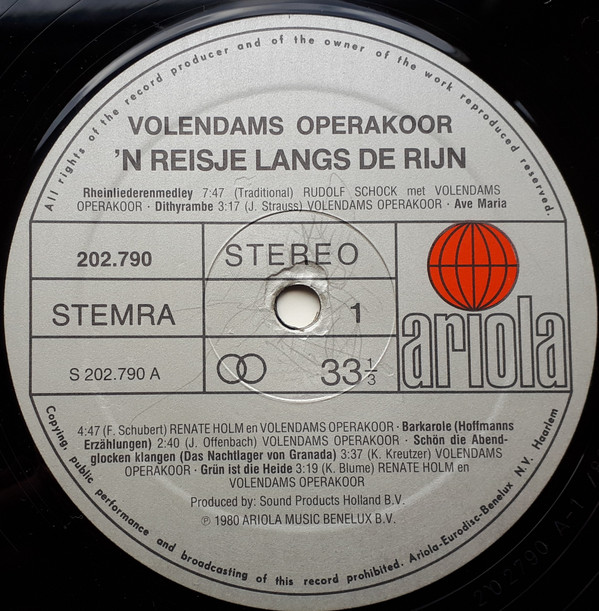 All rights of the record producer and of the owner of the work reproduced reserved.
VOLENDAMS OPERAKOOR
'N REISJE LANGS DE RIJN
Rheinliederenmedley 7:47 (Traditional) RUDOLF SCHOCK met VOLENDAMS
OPERAKOOR · Dithyrambe 3:17 (J. Strauss) VOLENDAMS OPERAKOOR · Ave Maria
202.790
STEREO
STEMRA
1
ariola
S 202.790 A
33 1/3
4:47 (F. Schubert) RENATE HOLM en VOLENDAMS OPERAKOOR · Barkarole (Hoffmanns
Erzählungen) 2:40 (J. Offenbach) VOLENDAMS OPERAKOOR · Schön die Abend-
glocken klangen (Das Nachtlager von Granada) 3:37 (K. Kreutzer) VOLENDAMS
OPERAKOOR · Grün ist die Heide 3:19 (K. Blume) RENATE HOLM en
VOLENDAMS OPERAKOOR
Produced by: Sound Products Holland B.V.
℗ 1980 ARIOLA MUSIC BENELUX B.V.
Copying, public performance and broadcasting of this record prohibited. Ariola-Eurodisc-Benelux N.V. Haarlem